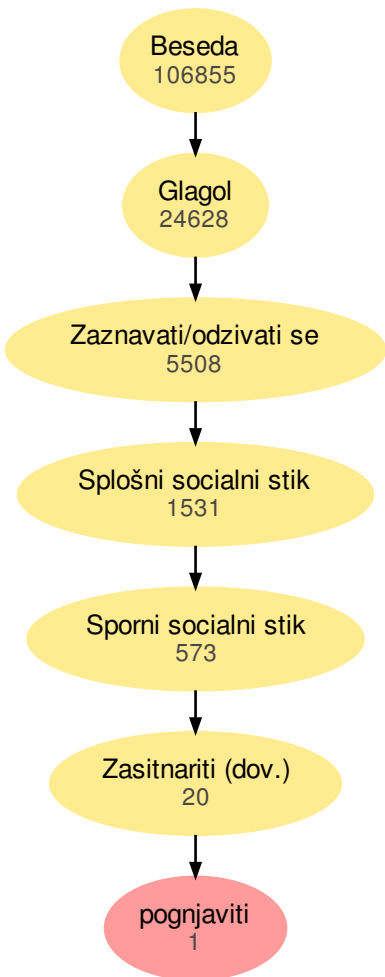 Beseda
106855
Glagol
24628
Zaznavati/odzivati se
5508
Splošni socialni stik
1531
Sporni socialni stik
573
Zasitnariti (dov.)
20
pognjaviti
1